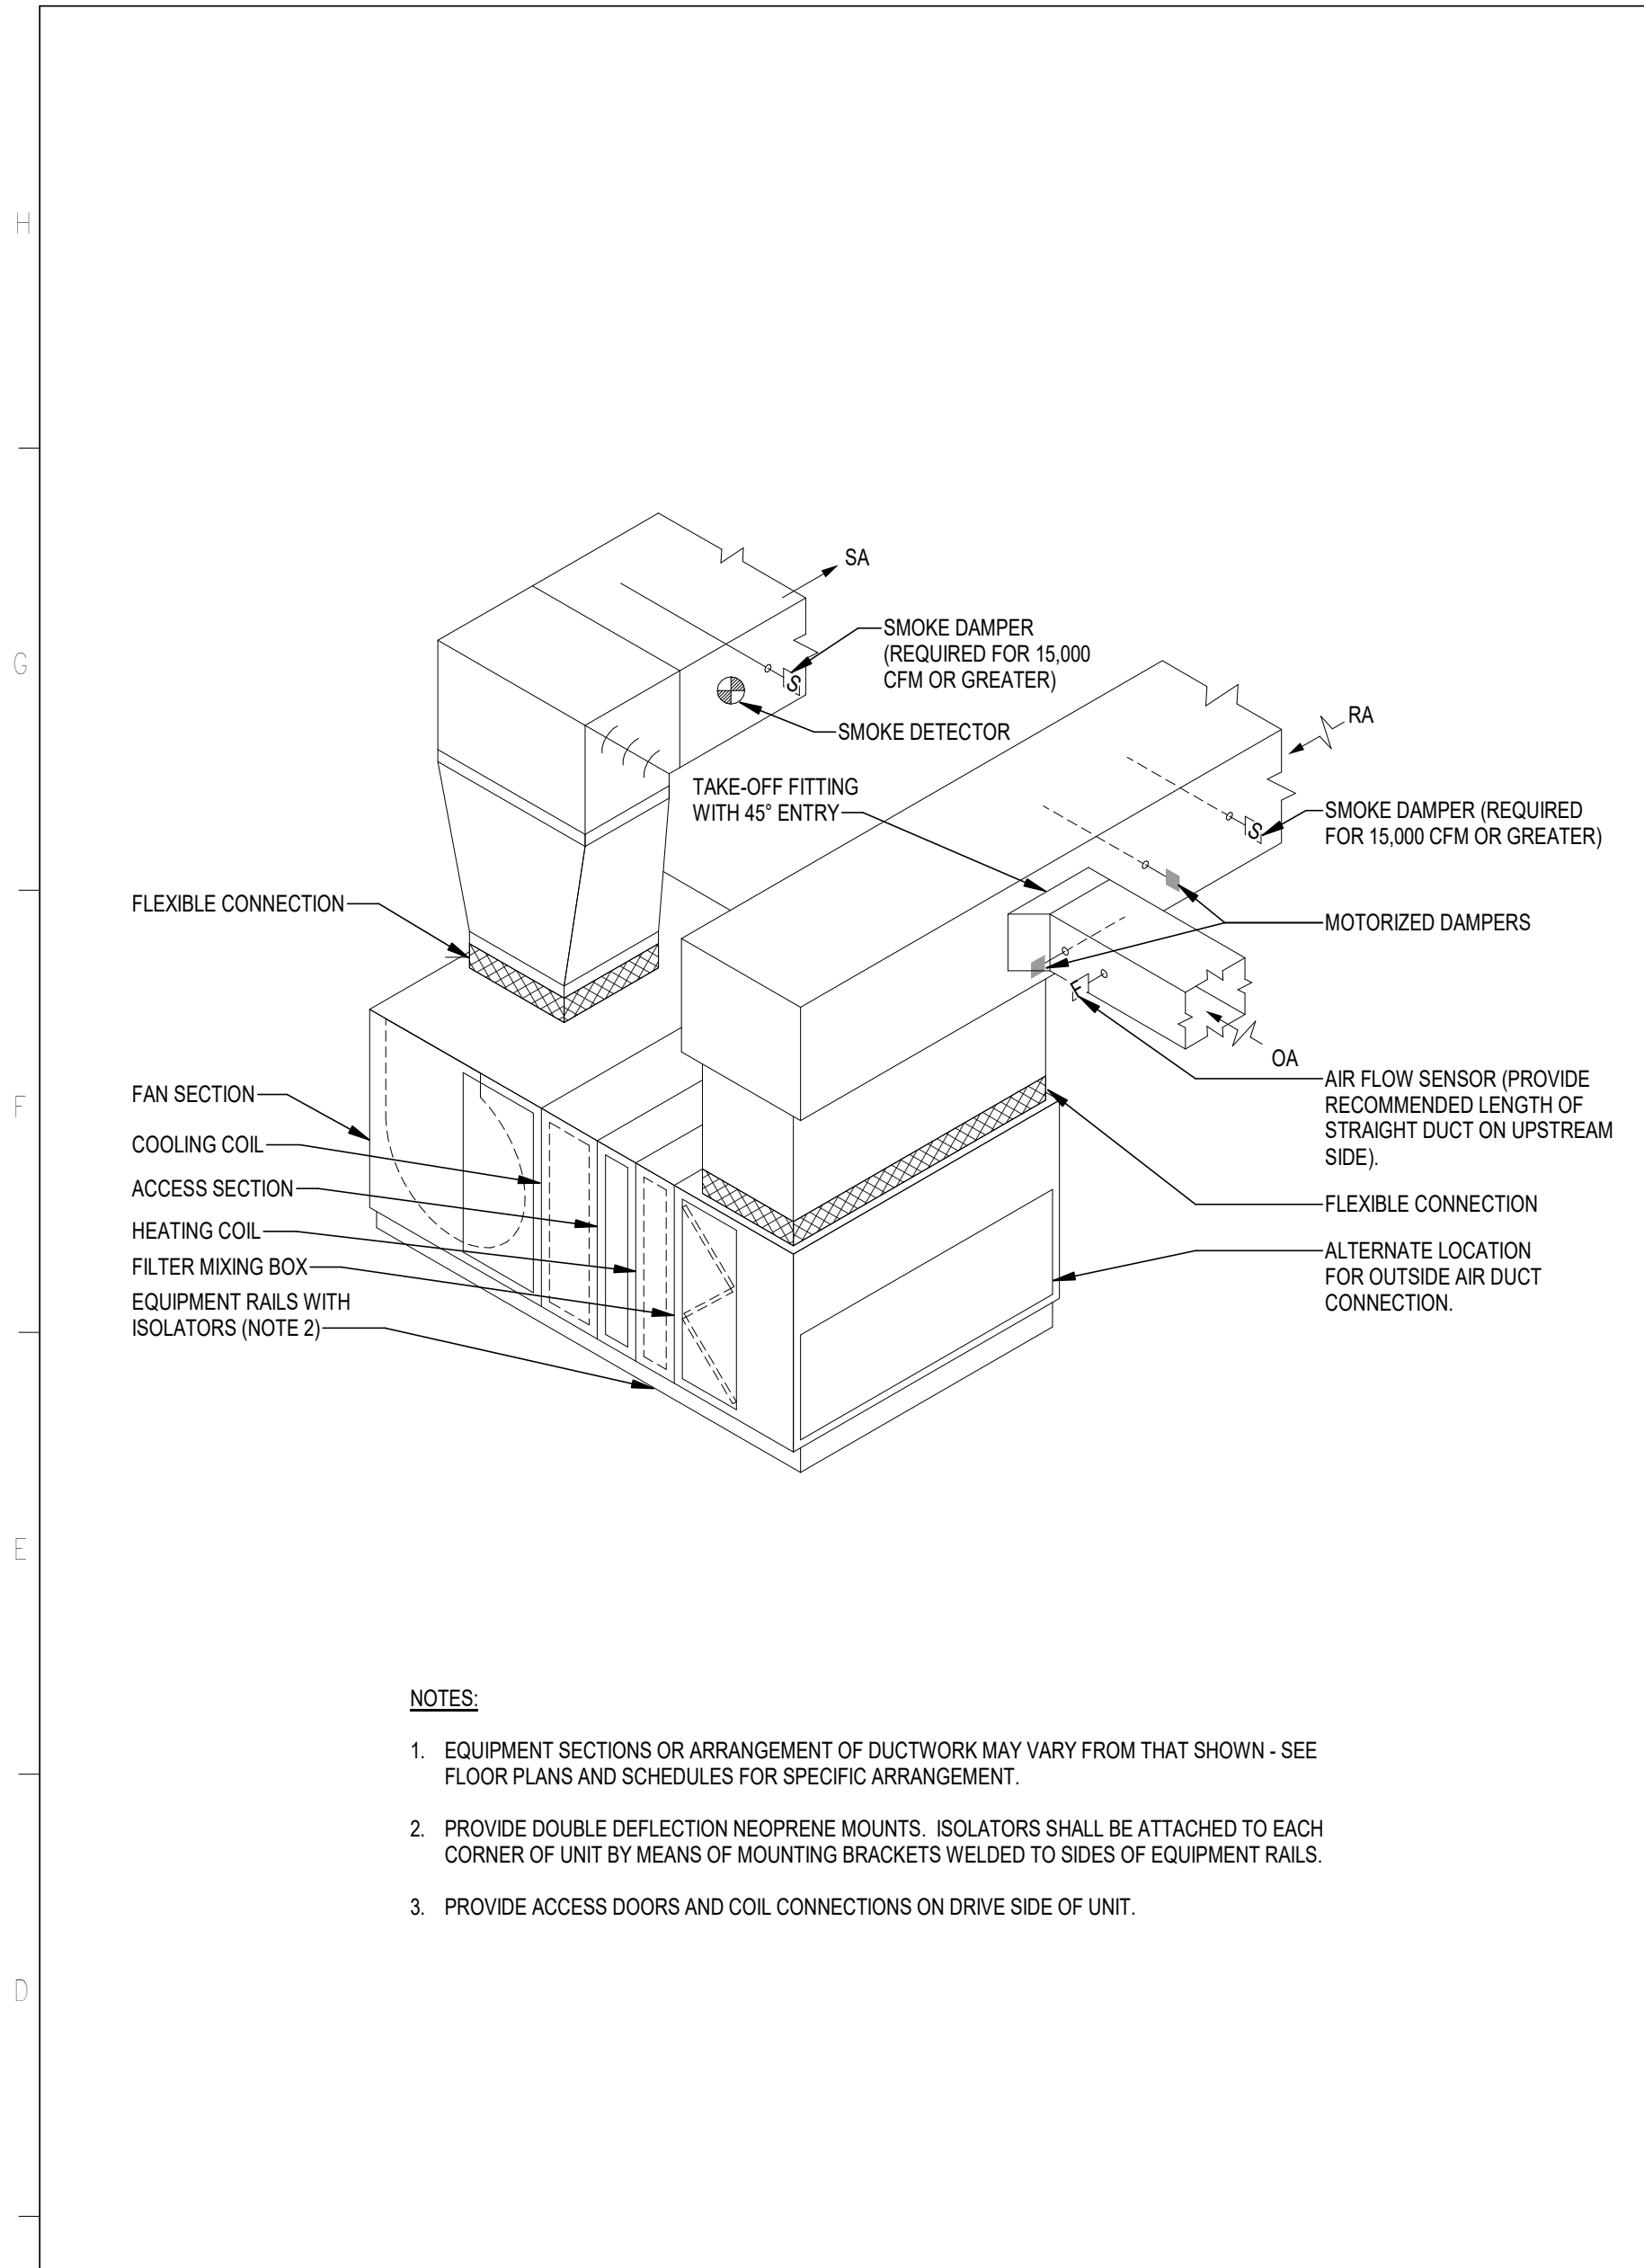 H
G
F
E
D
SA
SMOKE DAMPER
(REQUIRED FOR 15,000
CFM OR GREATER)
S
SMOKE DETECTOR
RA
TAKE-OFF FITTING
WITH 45° ENTRY
S
SMOKE DAMPER (REQUIRED
FOR 15,000 CFM OR GREATER)
FLEXIBLE CONNECTION
MOTORIZED DAMPERS
F
OA
AIR FLOW SENSOR (PROVIDE
RECOMMENDED LENGTH OF
STRAIGHT DUCT ON UPSTREAM
SIDE).
FAN SECTION
COOLING COIL
ACCESS SECTION
HEATING COIL
FILTER MIXING BOX
EQUIPMENT RAILS WITH
ISOLATORS (NOTE 2)
FLEXIBLE CONNECTION
ALTERNATE LOCATION
FOR OUTSIDE AIR DUCT
CONNECTION.
NOTES:
1. EQUIPMENT SECTIONS OR ARRANGEMENT OF DUCTWORK MAY VARY FROM THAT SHOWN - SEE
FLOOR PLANS AND SCHEDULES FOR SPECIFIC ARRANGEMENT.
2. PROVIDE DOUBLE DEFLECTION NEOPRENE MOUNTS. ISOLATORS SHALL BE ATTACHED TO EACH
CORNER OF UNIT BY MEANS OF MOUNTING BRACKETS WELDED TO SIDES OF EQUIPMENT RAILS.
3. PROVIDE ACCESS DOORS AND COIL CONNECTIONS ON DRIVE SIDE OF UNIT.